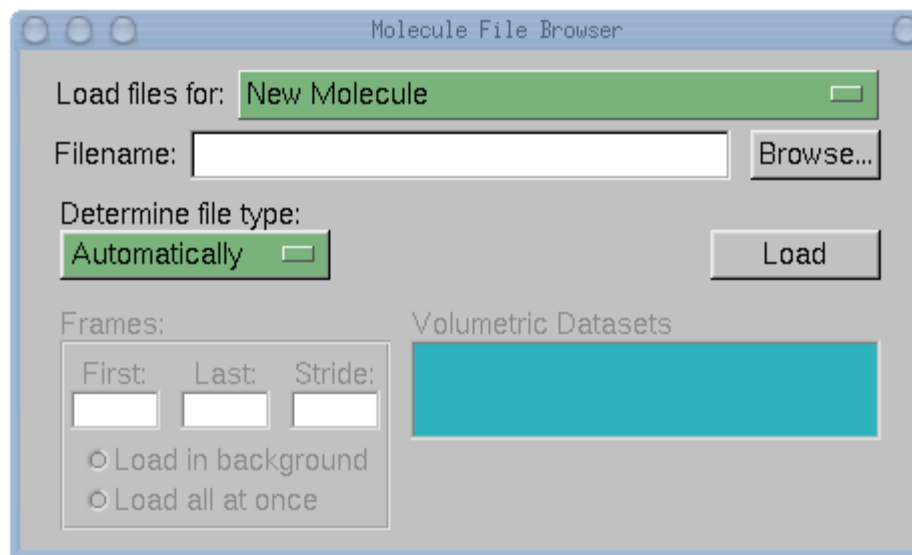 Molecule File Browser
Load files for: New Molecule
Filename: Browse...
Determine file type:
Automatically Load
Frames: Volumetric Datasets
First: Last: Stride:
Load in background
Load all at once